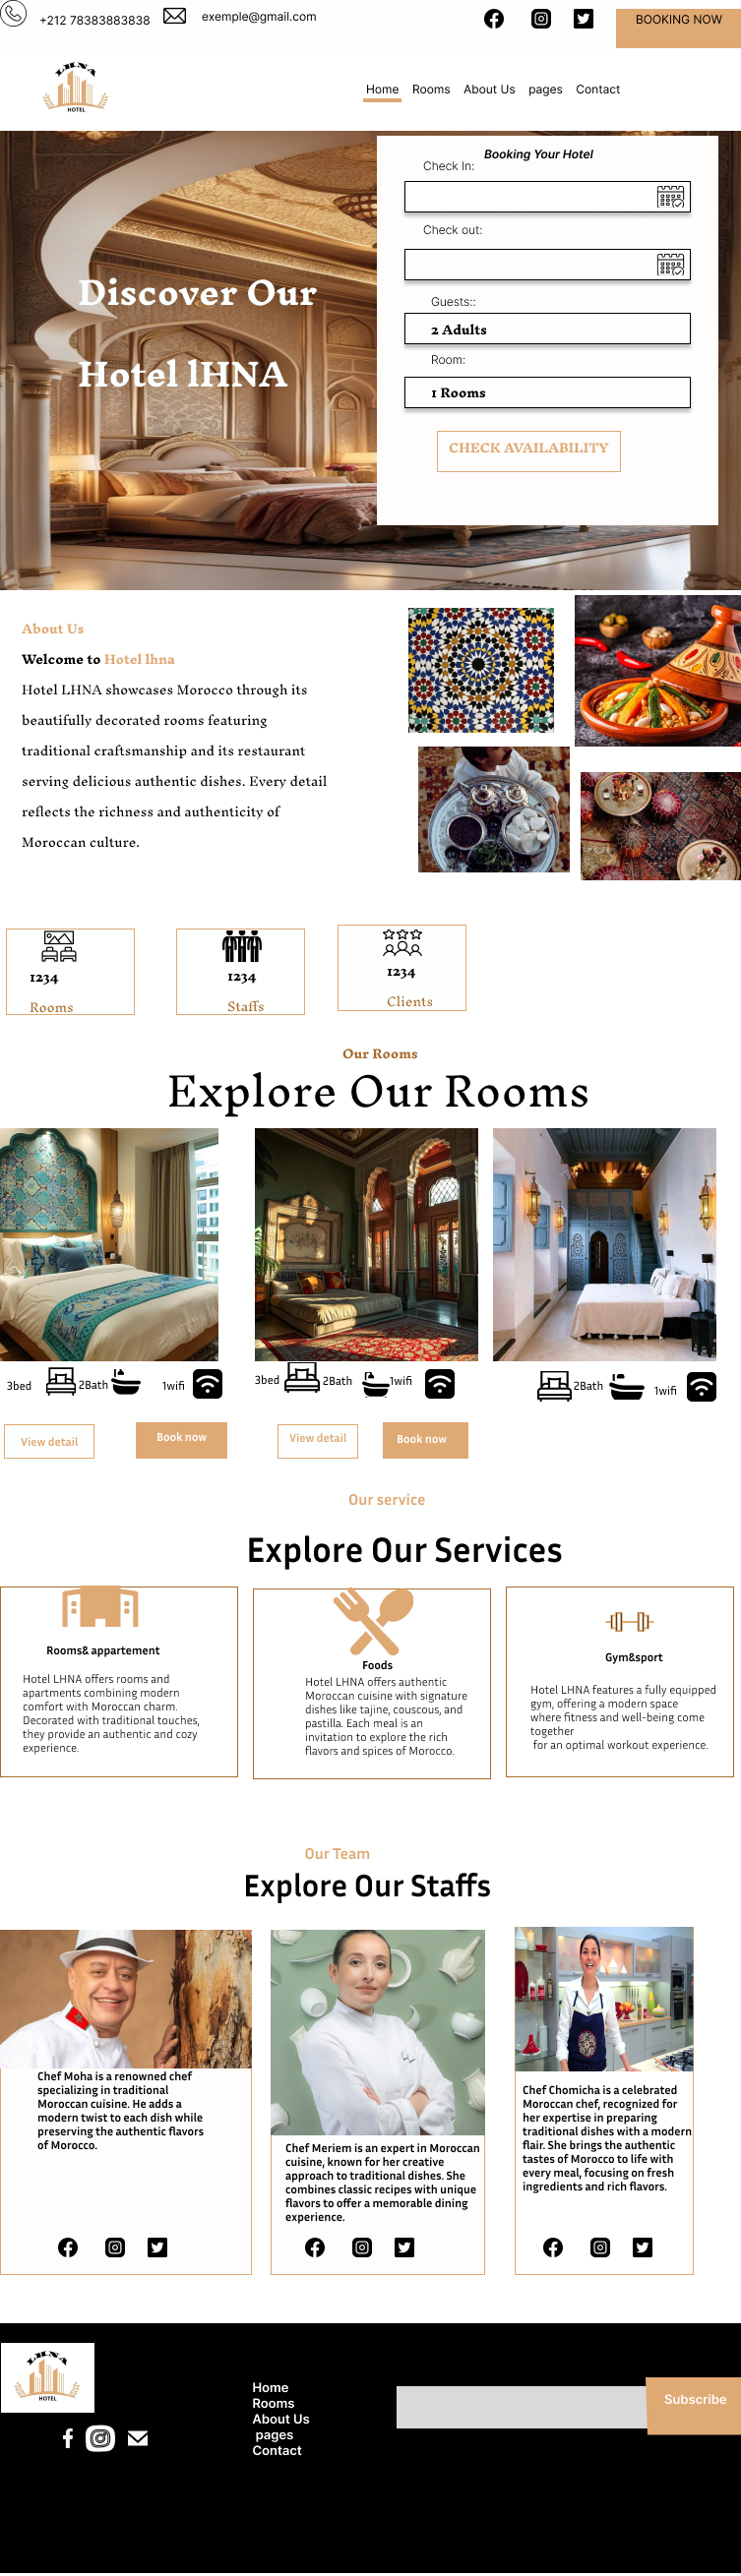 +212 78383883838
exemple@gmail.com
BOOKING NOW
LHNA
HOTEL
Home
Rooms
About Us
pages
Contact
Booking Your Hotel
Check In:
Check out:
Guests::
2 Adults
Room:
1 Rooms
CHECK AVAILABILITY
Discover Our
Hotel lHNA
About Us
Welcome to Hotel lhna
Hotel LHNA showcases Morocco through its
beautifully decorated rooms featuring
traditional craftsmanship and its restaurant
serving delicious authentic dishes. Every detail
reflects the richness and authenticity of
Moroccan culture.
1234
Rooms
1234
Staffs
1234
Clients
Our Rooms
Explore Our Rooms
3bed
2Bath
1wifi
3bed
2Bath
1wifi
2Bath
1wifi
View detail
Book now
View detail
Book now
Our service
Explore Our Services
Rooms& appartement
Hotel LHNA offers rooms and
apartments combining modern
comfort with Moroccan charm.
Decorated with traditional touches,
they provide an authentic and cozy
experience.
Foods
Hotel LHNA offers authentic
Moroccan cuisine with signature
dishes like tajine, couscous, and
pastilla. Each meal is an
invitation to explore the rich
flavors and spices of Morocco.
Gym&sport
Hotel LHNA features a fully equipped
gym, offering a modern space
where fitness and well-being come
together
for an optimal workout experience.
Our Team
Explore Our Staffs
Chef Moha is a renowned chef
specializing in traditional
Moroccan cuisine. He adds a
modern twist to each dish while
preserving the authentic flavors
of Morocco.
Chef Meriem is an expert in Moroccan
cuisine, known for her creative
approach to traditional dishes. She
combines classic recipes with unique
flavors to offer a memorable dining
experience.
Chef Chomicha is a celebrated
Moroccan chef, recognized for
her expertise in preparing
traditional dishes with a modern
flair. She brings the authentic
tastes of Morocco to life with
every meal, focusing on fresh
ingredients and rich flavors.
LHNA
HOTEL
Home
Rooms
About Us
pages
Contact
Subscribe